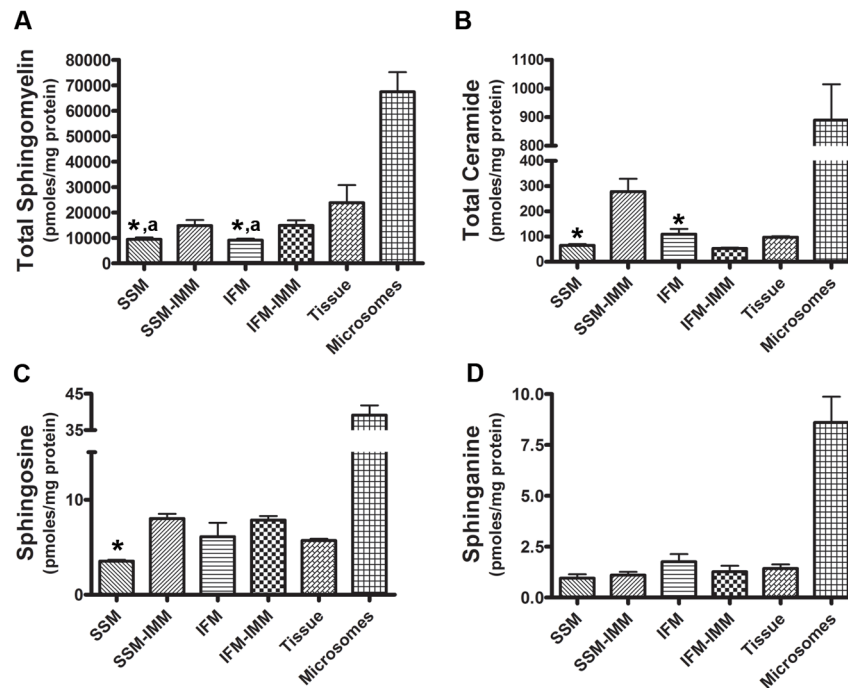 A
Total Sphingomyelin
(pmoles/mg protein)
80000
70000
60000
50000
40000
30000
20000
10000
0
*,a
*,a
SSM
SSM-IMM
IFM
IFM-IMM
Tissue
Microsomes
B
Total Ceramide
(pmoles/mg protein)
1100
1000
900
800
400
300
200
100
0
*
*
SSM
SSM-IMM
IFM
IFM-IMM
Tissue
Microsomes
C
Sphingosine
(pmoles/mg protein)
45
35
10
0
*
SSM
SSM-IMM
IFM
IFM-IMM
Tissue
Microsomes
D
Sphinganine
(pmoles/mg protein)
10.0
7.5
5.0
2.5
0.0
SSM
SSM-IMM
IFM
IFM-IMM
Tissue
Microsomes